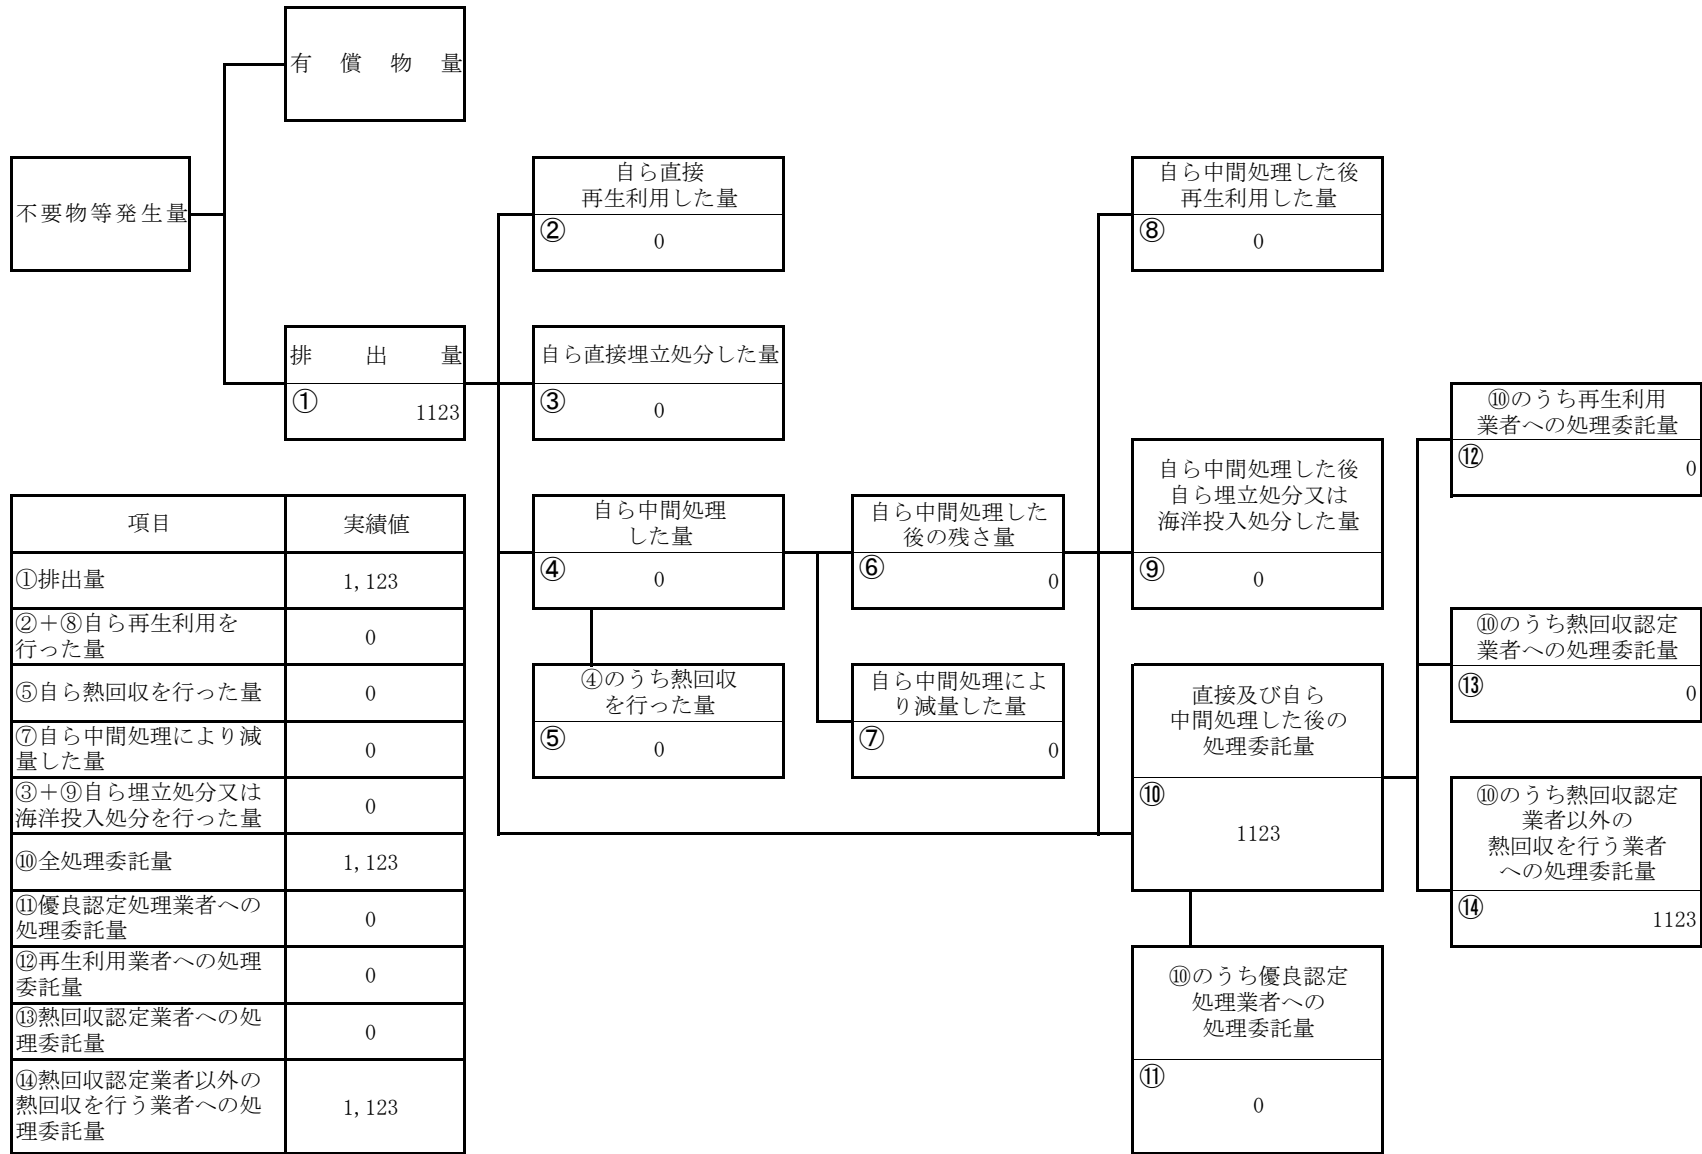 有償物量
不要物等発生量
排出量
①
1123
自ら直接
再生利用した量
②
0
自ら直接埋立処分した量
③
0
自ら中間処理
した量
④
0
④のうち熱回収
を行った量
⑤
0
自ら中間処理した
後の残さ量
⑥
0
自ら中間処理によ
り減量した量
⑦
0
自ら中間処理した後
再生利用した量
⑧
0
自ら中間処理した後
自ら埋立処分又は
海洋投入処分した量
⑨
0
直接及び自ら
中間処理した後の
処理委託量
⑩
1123
⑩のうち優良認定
処理業者への
処理委託量
⑪
0
⑩のうち再生利用
業者への処理委託量
⑫
0
⑩のうち熱回収認定
業者への処理委託量
⑬
0
⑩のうち熱回収認定
業者以外の
熱回収を行う業者
への処理委託量
⑭
1123
項目 実績値
①排出量 1,123
②+⑧自ら再生利用を
行った量 0
⑤自ら熱回収を行った量 0
⑦自ら中間処理により減
量した量 0
③+⑨自ら埋立処分又は
海洋投入処分を行った量 0
⑩全処理委託量 1,123
⑪優良認定処理業者への
処理委託量 0
⑫再生利用業者への処理
委託量 0
⑬熱回収認定業者への処
理委託量 0
⑭熱回収認定業者以外の
熱回収を行う業者への処 1,123
理委託量